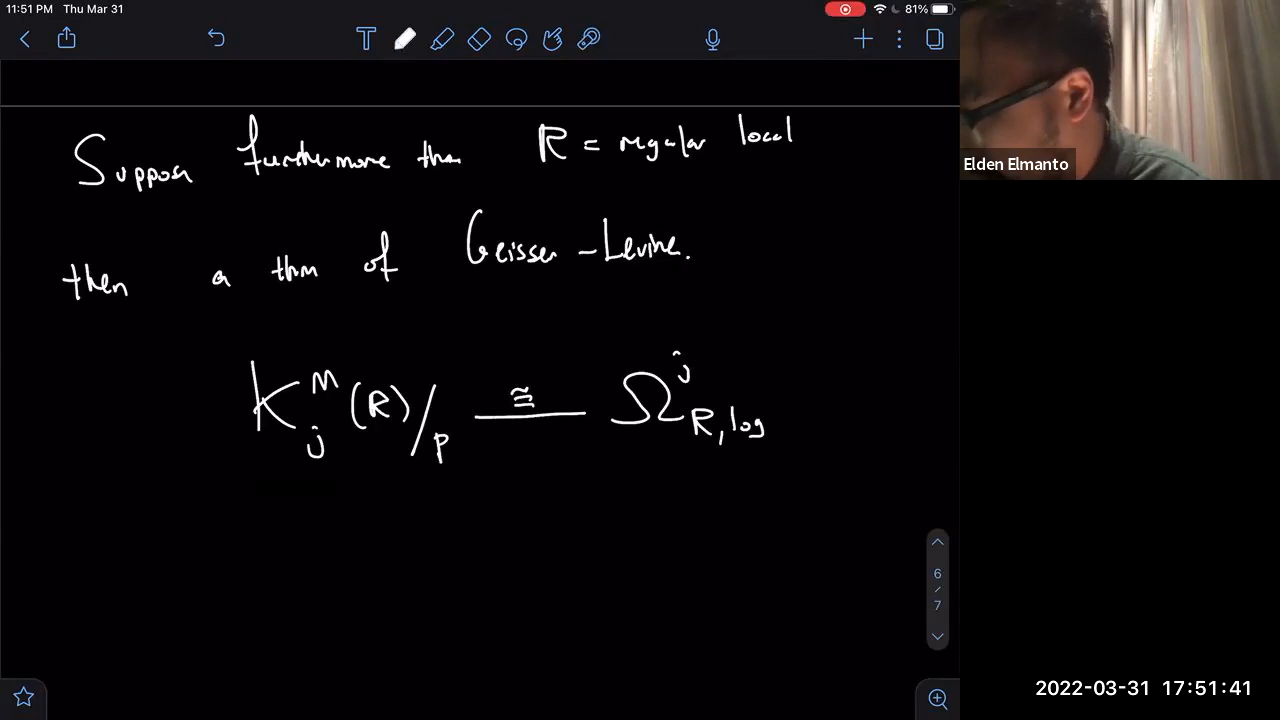 11:51 PM Thu Mar 31
81%
Suppose furthermore that R = regular local
Elden Elmanto
then a thm of Geisser - Levine.
K^M_j (R)/p ≅ Ω^j_{R, log}
6 / 7
2022-03-31 17:51:41